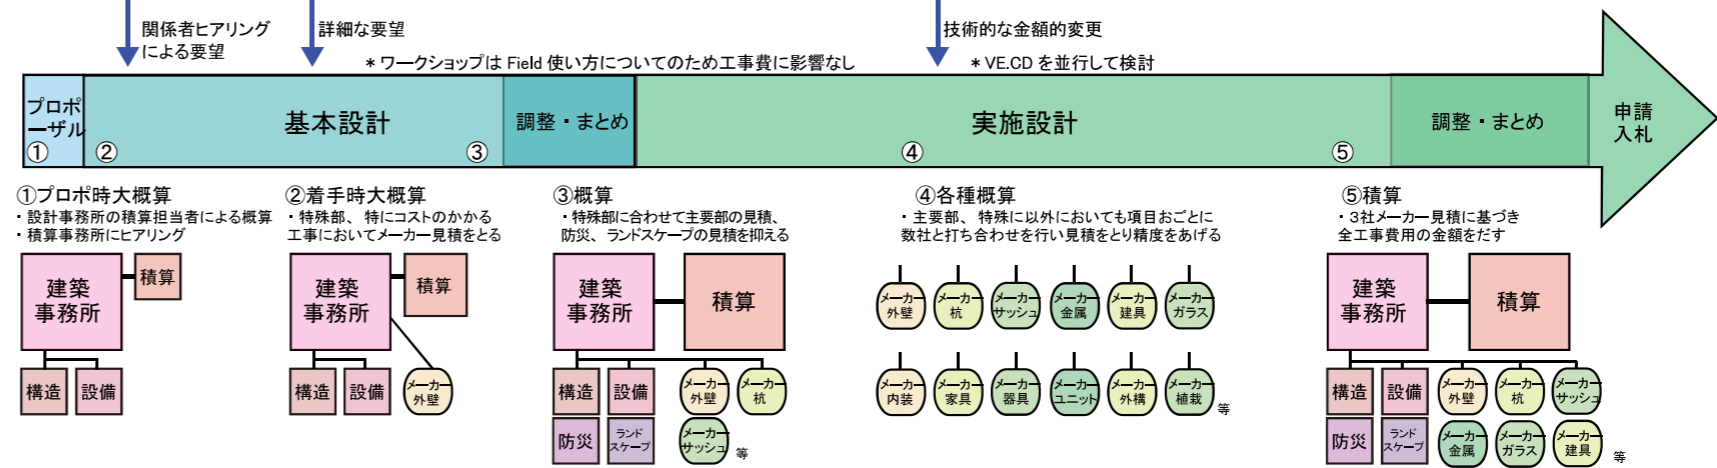 関係者ヒアリング
による要望
詳細な要望
技術的な金額的変更
＊ワークショップは Field 使い方についてのため工事費に影響なし
＊VE.CD を並行して検討
プロポ
ーザル
①
②
基本設計
③
調整・まとめ
実施設計
④
⑤
調整・まとめ
申請
入札
①プロポ時大概算
・設計事務所の積算担当者による概算
・積算事務所にヒアリング
建築
事務所
積算
構造
設備
②着手時大概算
・特殊部、特にコストのかかる
工事においてメーカー見積をとる
建築
事務所
積算
構造
設備
メーカー
外壁
③概算
・特殊部に合わせて主要部の見積、
防災、ランドスケープの見積を抑える
建築
事務所
積算
構造
設備
メーカー
外壁
メーカー
杭
防災
ランド
スケープ
メーカー
サッシュ
等
④各種概算
・主要部、特殊に以外においても項目おごとに
数社と打ち合わせを行い見積をとり精度をあげる
メーカー
外壁
メーカー
杭
メーカー
サッシュ
メーカー
金属
メーカー
建具
メーカー
ガラス
メーカー
内装
メーカー
家具
メーカー
器具
メーカー
ユニット
メーカー
外構
メーカー
植栽
等
⑤積算
・３社メーカー見積に基づき
全工事費用の金額をだす
建築
事務所
積算
構造
設備
メーカー
外壁
メーカー
杭
メーカー
サッシュ
防災
ランド
スケープ
メーカー
金属
メーカー
ガラス
メーカー
建具
等